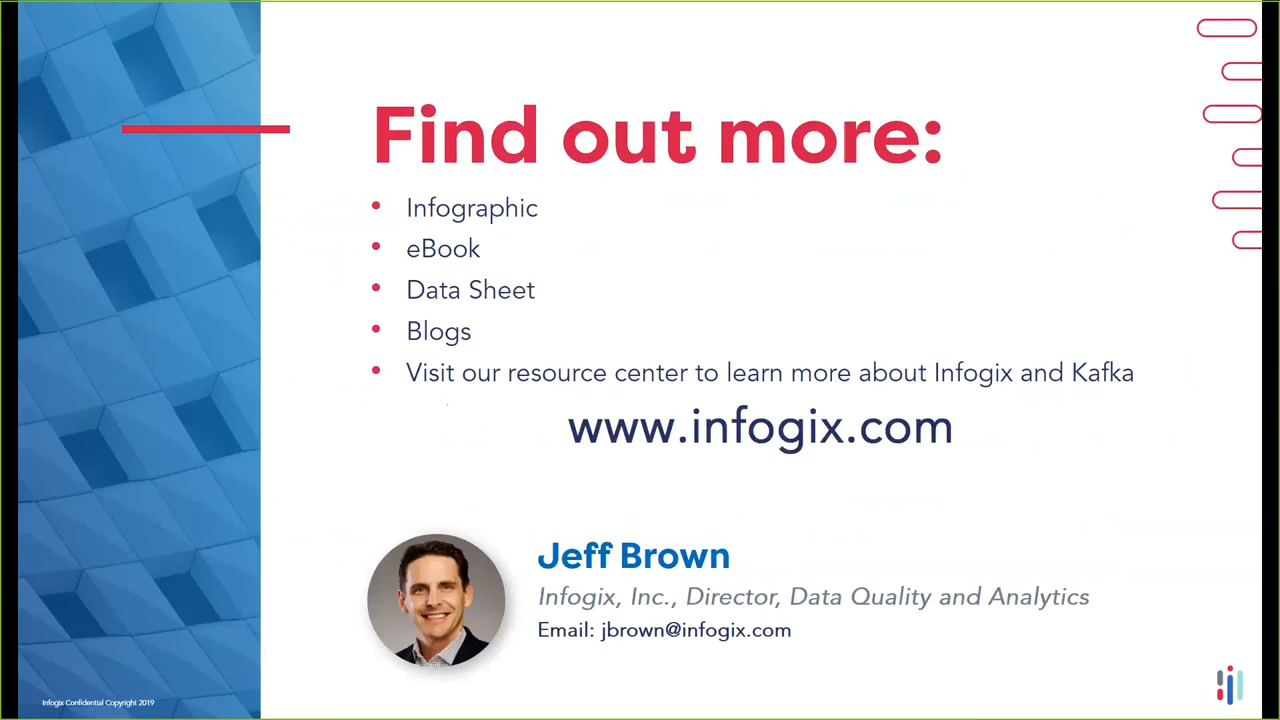 Find out more:
Infographic
eBook
Data Sheet
Blogs
Visit our resource center to learn more about Infogix and Kafka
www.infogix.com
Jeff Brown
Infogix, Inc., Director, Data Quality and Analytics
Email: jbrown@infogix.com
Infogix Confidential Copyright 2019